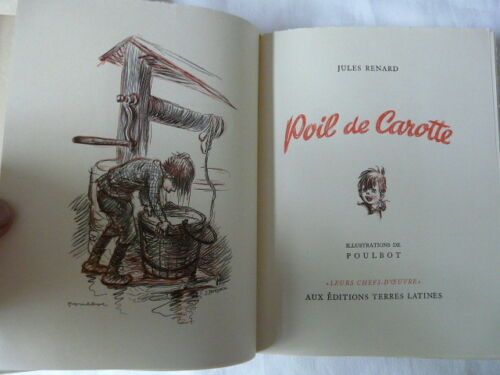 JULES RENARD
Poil de Carotte
ILLUSTRATIONS DE
POULBOT
«LEURS CHEFS-D'ŒUVRE»
AUX ÉDITIONS TERRES LATINES